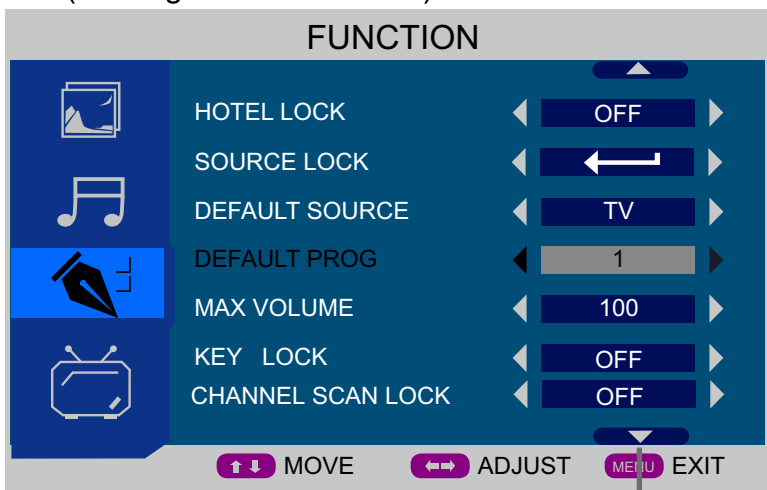 FUNCTION
HOTEL LOCK OFF
SOURCE LOCK
DEFAULT SOURCE TV
DEFAULT PROG 1
MAX VOLUME 100
KEY LOCK OFF
CHANNEL SCAN LOCK OFF
MOVE ADJUST MENU EXIT